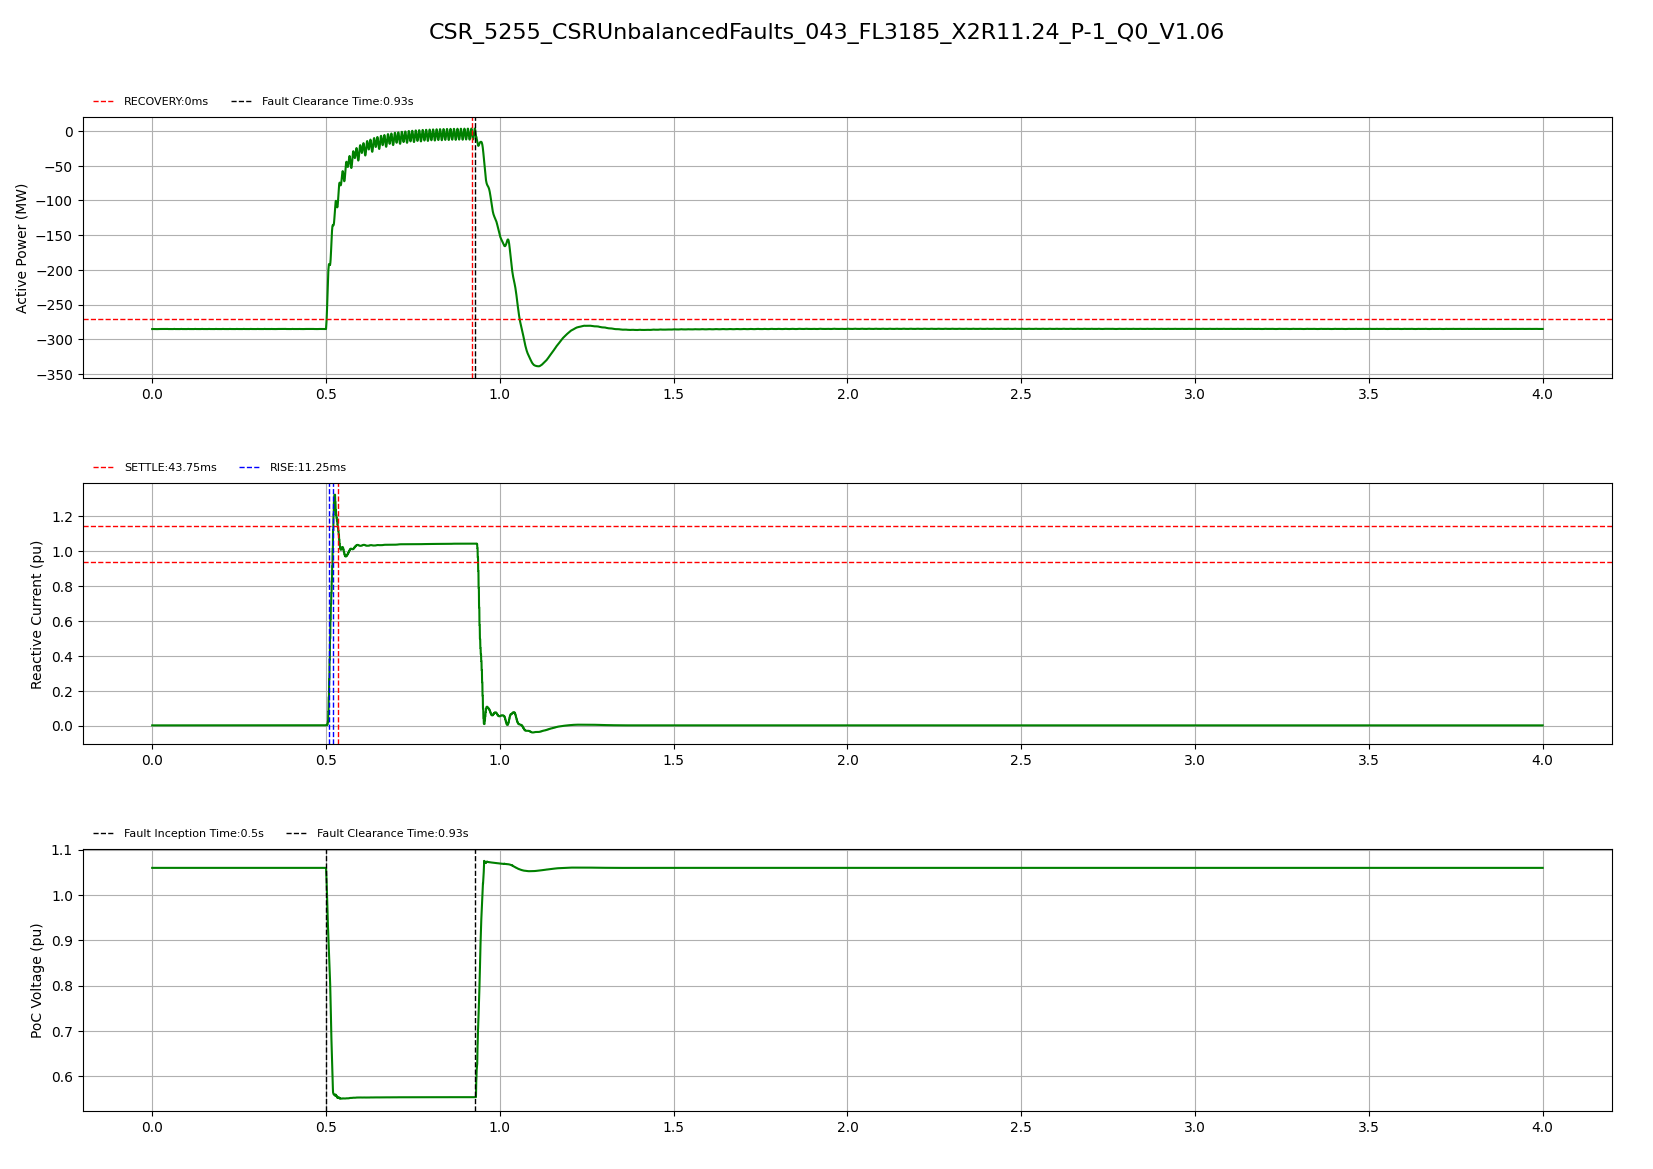 CSR_5255_CSRUnbalancedFaults_043_FL3185_X2R11.24_P-1_Q0_V1.06
RECOVERY:0ms Fault Clearance Time:0.93s
Active Power (MW)
0
−50
−100
−150
−200
−250
−300
−350
0.0 0.5 1.0 1.5 2.0 2.5 3.0 3.5 4.0
SETTLE:43.75ms RISE:11.25ms
Reactive Current (pu)
1.2
1.0
0.8
0.6
0.4
0.2
0.0
0.0 0.5 1.0 1.5 2.0 2.5 3.0 3.5 4.0
Fault Inception Time:0.5s Fault Clearance Time:0.93s
PoC Voltage (pu)
1.1
1.0
0.9
0.8
0.7
0.6
0.0 0.5 1.0 1.5 2.0 2.5 3.0 3.5 4.0